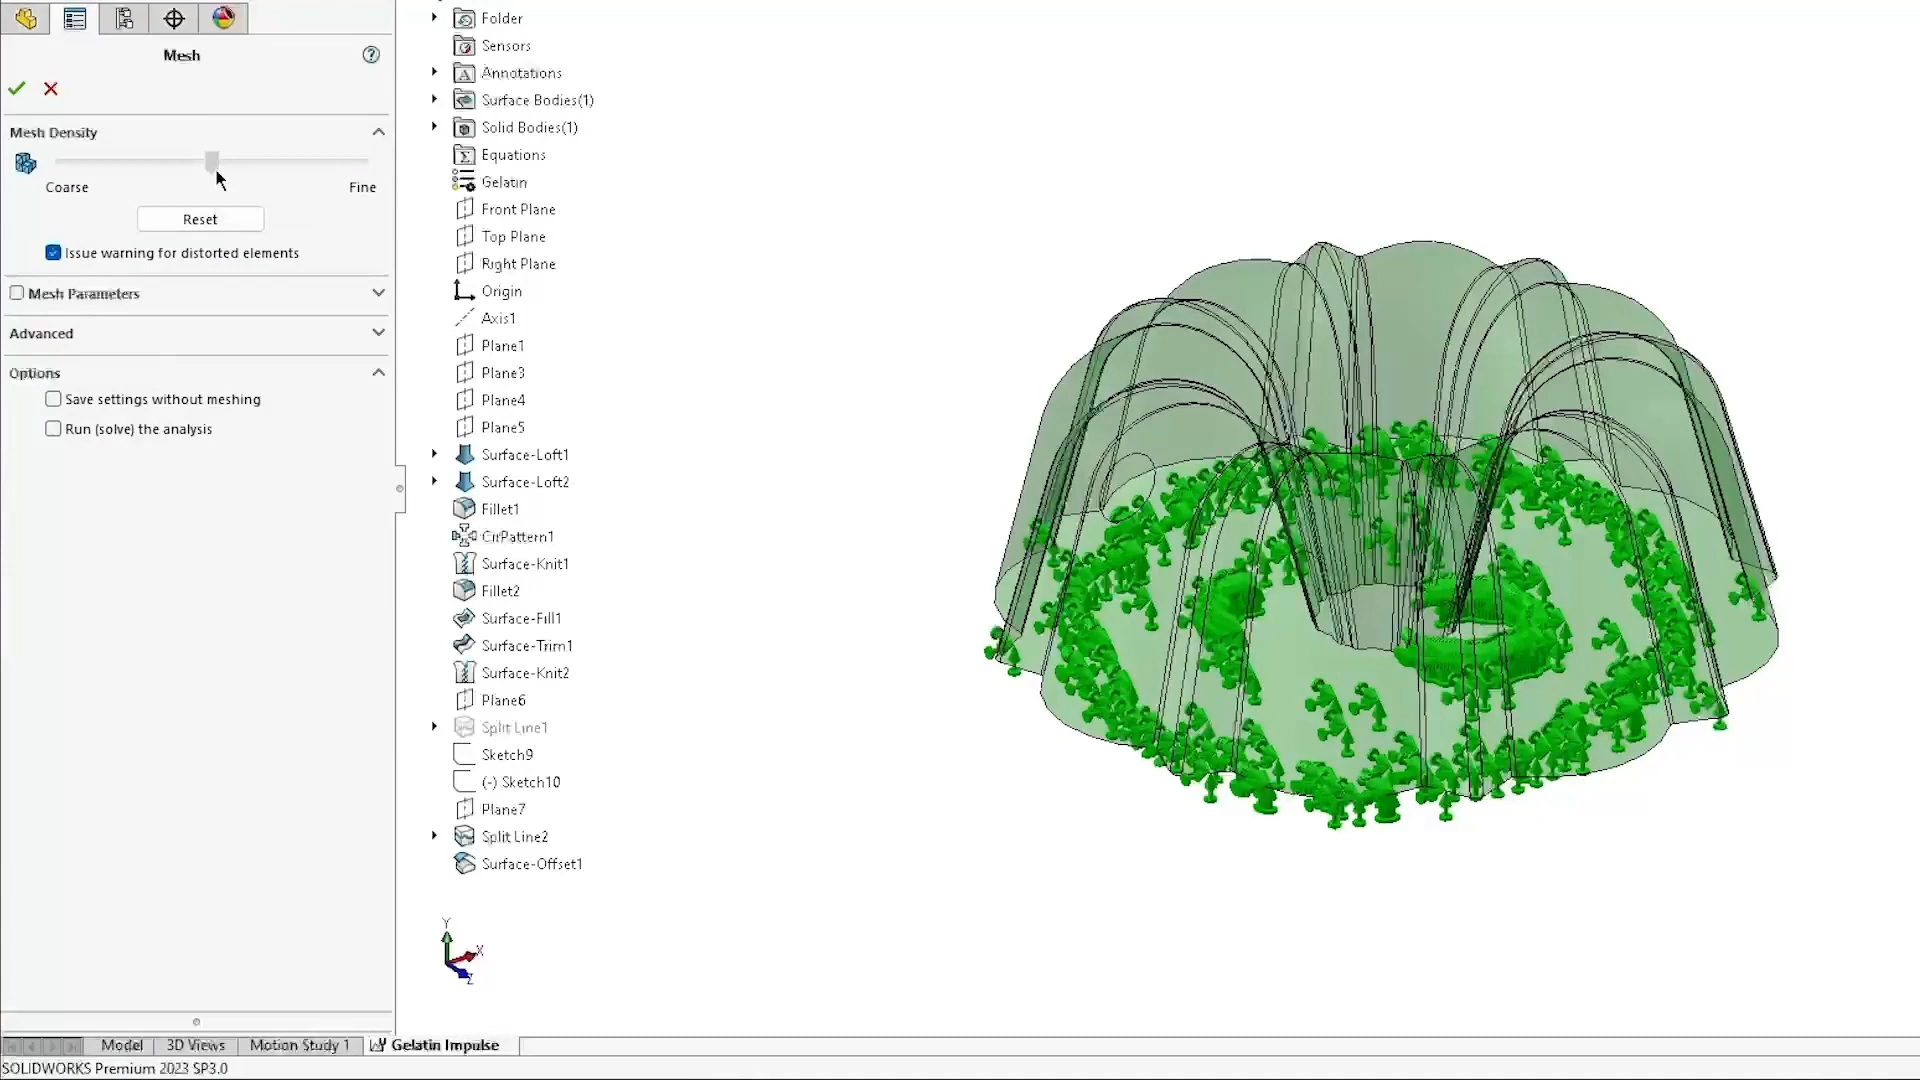 Mesh
Mesh Density
Coarse
Fine
Reset
Issue warning for distorted elements
Mesh Parameters
Advanced
Options
Save settings without meshing
Run (solve) the analysis
Folder
Sensors
Annotations
Surface Bodies(1)
Solid Bodies(1)
Equations
Gelatin
Front Plane
Top Plane
Right Plane
Origin
Axis1
Plane1
Plane3
Plane4
Plane5
Surface-Loft1
Surface-Loft2
Fillet1
CirPattern1
Surface-Knit1
Fillet2
Surface-Fill1
Surface-Trim1
Surface-Knit2
Plane6
Split Line1
Sketch9
(-) Sketch10
Plane7
Split Line2
Surface-Offset1
Y
X
Z
Model 3D Views Motion Study 1 Gelatin Impulse
SOLIDWORKS Premium 2023 SP3.0